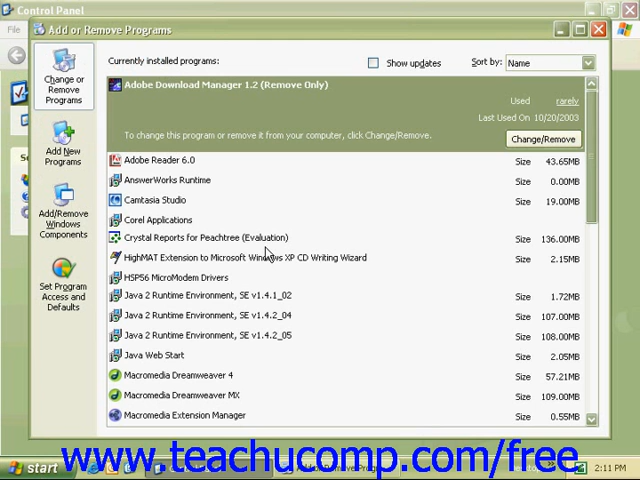 Control Panel
File
Add or Remove Programs
Currently installed programs:
Show updates
Sort by:
Name
Change or
Remove
Programs
Add New
Programs
Add/Remove
Windows
Components
Set Program
Access and
Defaults
Adobe Download Manager 1.2 (Remove Only)
Used rarely
Last Used On 10/20/2003
To change this program or remove it from your computer, click Change/Remove.
Change/Remove
Adobe Reader 6.0 Size 43.65MB
AnswerWorks Runtime Size 0.00MB
Camtasia Studio Size 19.00MB
Corel Applications
Crystal Reports for Peachtree (Evaluation) Size 136.00MB
HighMAT Extension to Microsoft Windows XP CD Writing Wizard Size 2.15MB
HSP56 MicroModem Drivers
Java 2 Runtime Environment, SE v1.4.1_02 Size 1.72MB
Java 2 Runtime Environment, SE v1.4.2_04 Size 107.00MB
Java 2 Runtime Environment, SE v1.4.2_05 Size 108.00MB
Java Web Start Size 2.05MB
Macromedia Dreamweaver 4 Size 57.21MB
Macromedia Dreamweaver MX Size 109.00MB
Macromedia Extension Manager Size 0.55MB
www.teachucomp.com/free
start
2:11 PM